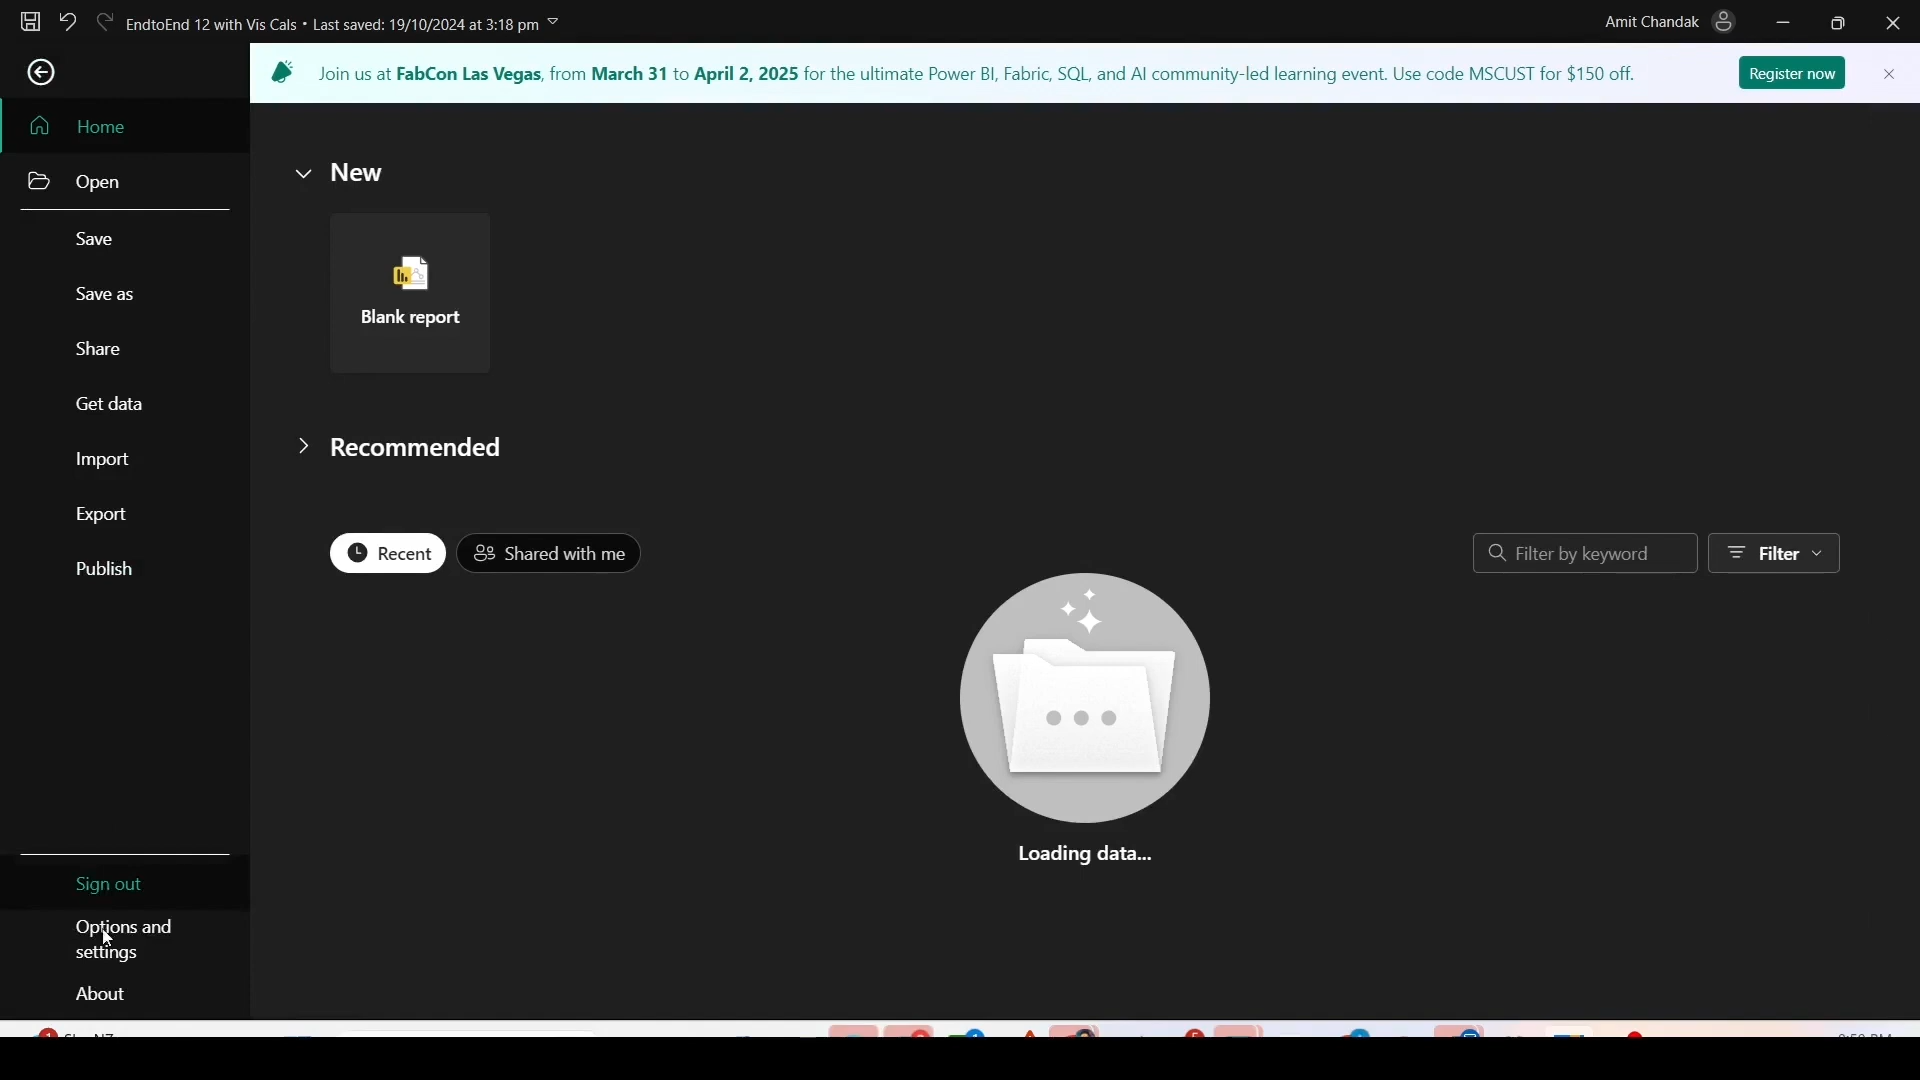 EndtoEnd 12 with Vis Cals • Last saved: 19/10/2024 at 3:18 pm
Amit Chandak
Join us at FabCon Las Vegas, from March 31 to April 2, 2025 for the ultimate Power BI, Fabric, SQL, and AI community-led learning event. Use code MSCUST for $150 off.
Register now
Home
Open
Save
Save as
Share
Get data
Import
Export
Publish
Sign out
Options and
settings
About
New
Blank report
Recommended
Recent
Shared with me
Filter by keyword
Filter
Loading data...